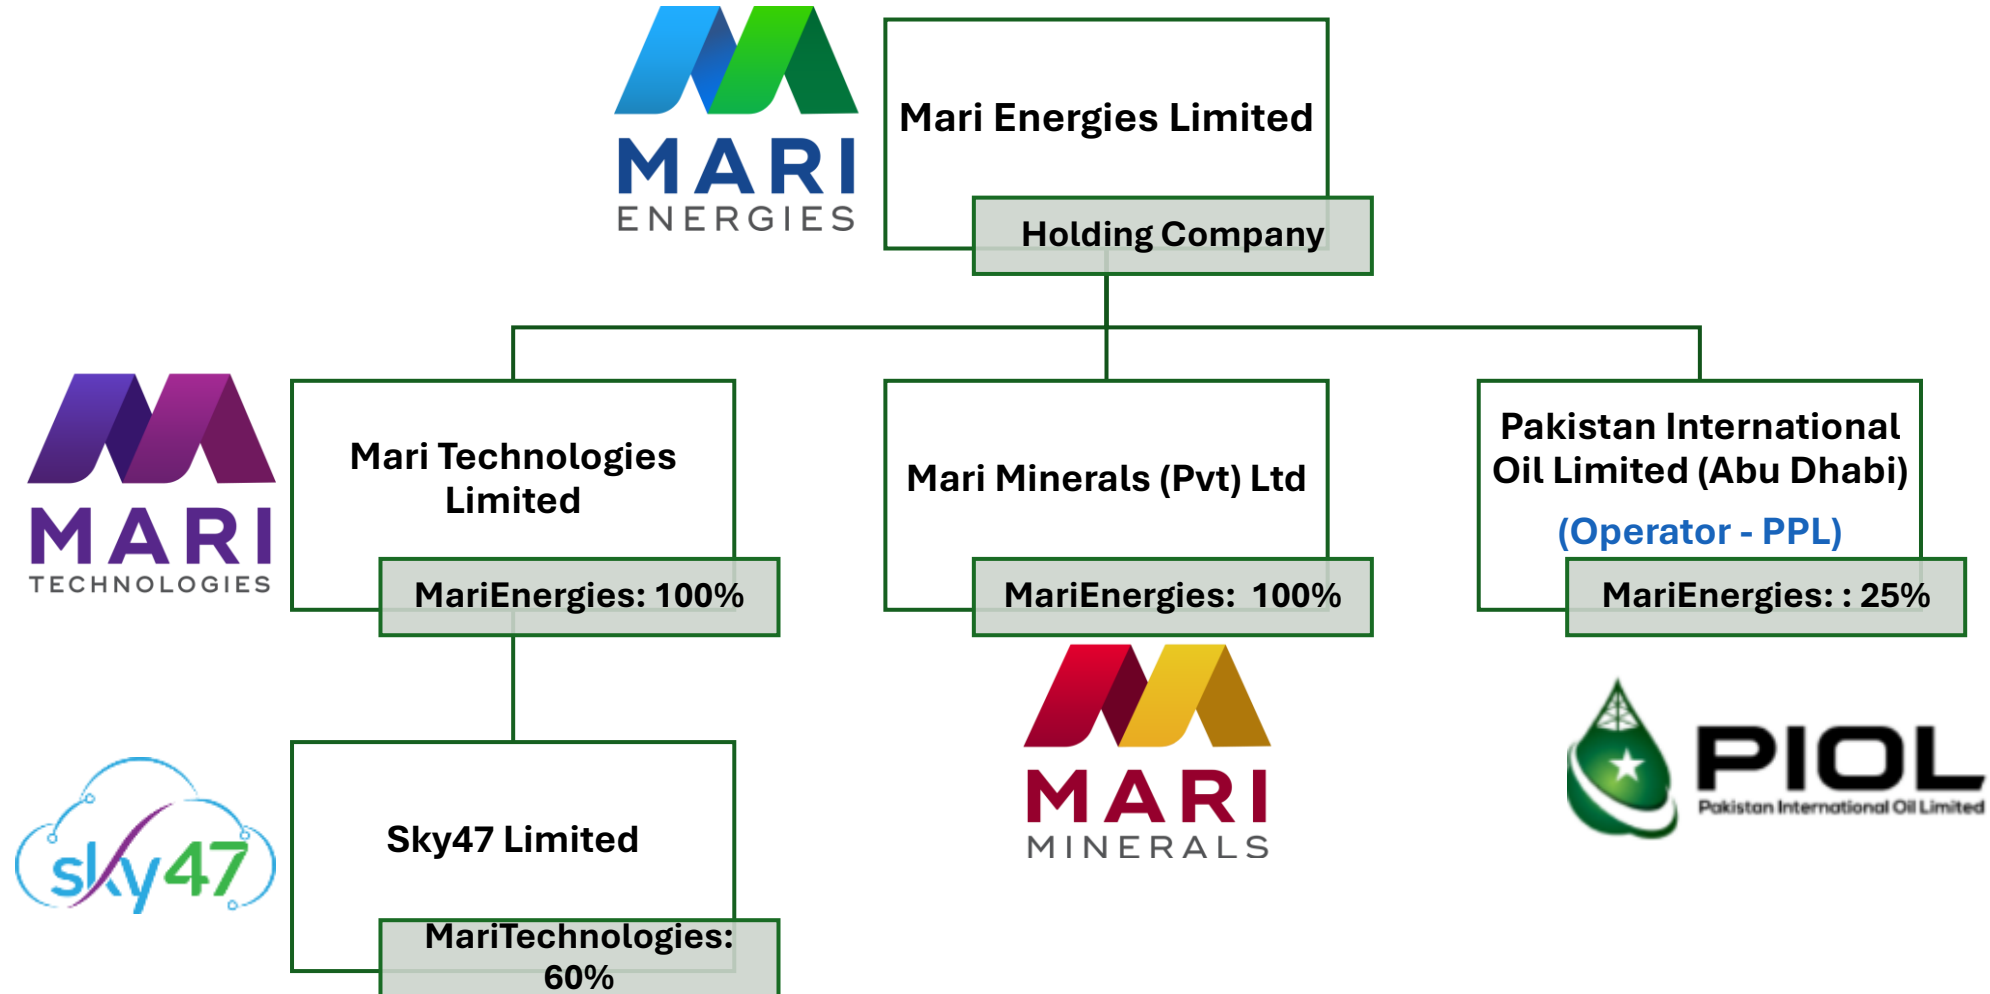 MARI
ENERGIES
Mari Energies Limited
Holding Company
MARI
TECHNOLOGIES
Mari Technologies
Limited
MariEnergies: 100%
Mari Minerals (Pvt) Ltd
MariEnergies:  100%
MARI
MINERALS
Pakistan International
Oil Limited (Abu Dhabi)
(Operator - PPL)
MariEnergies: : 25%
PIOL
Pakistan International Oil Limited
sky47
Sky47 Limited
MariTechnologies:
60%